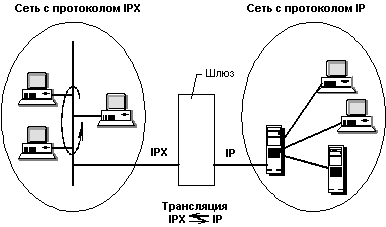 Сеть с протоколом IPX
Сеть с протоколом IP
Шлюз
IPX
IP
Трансляция
IPX IP